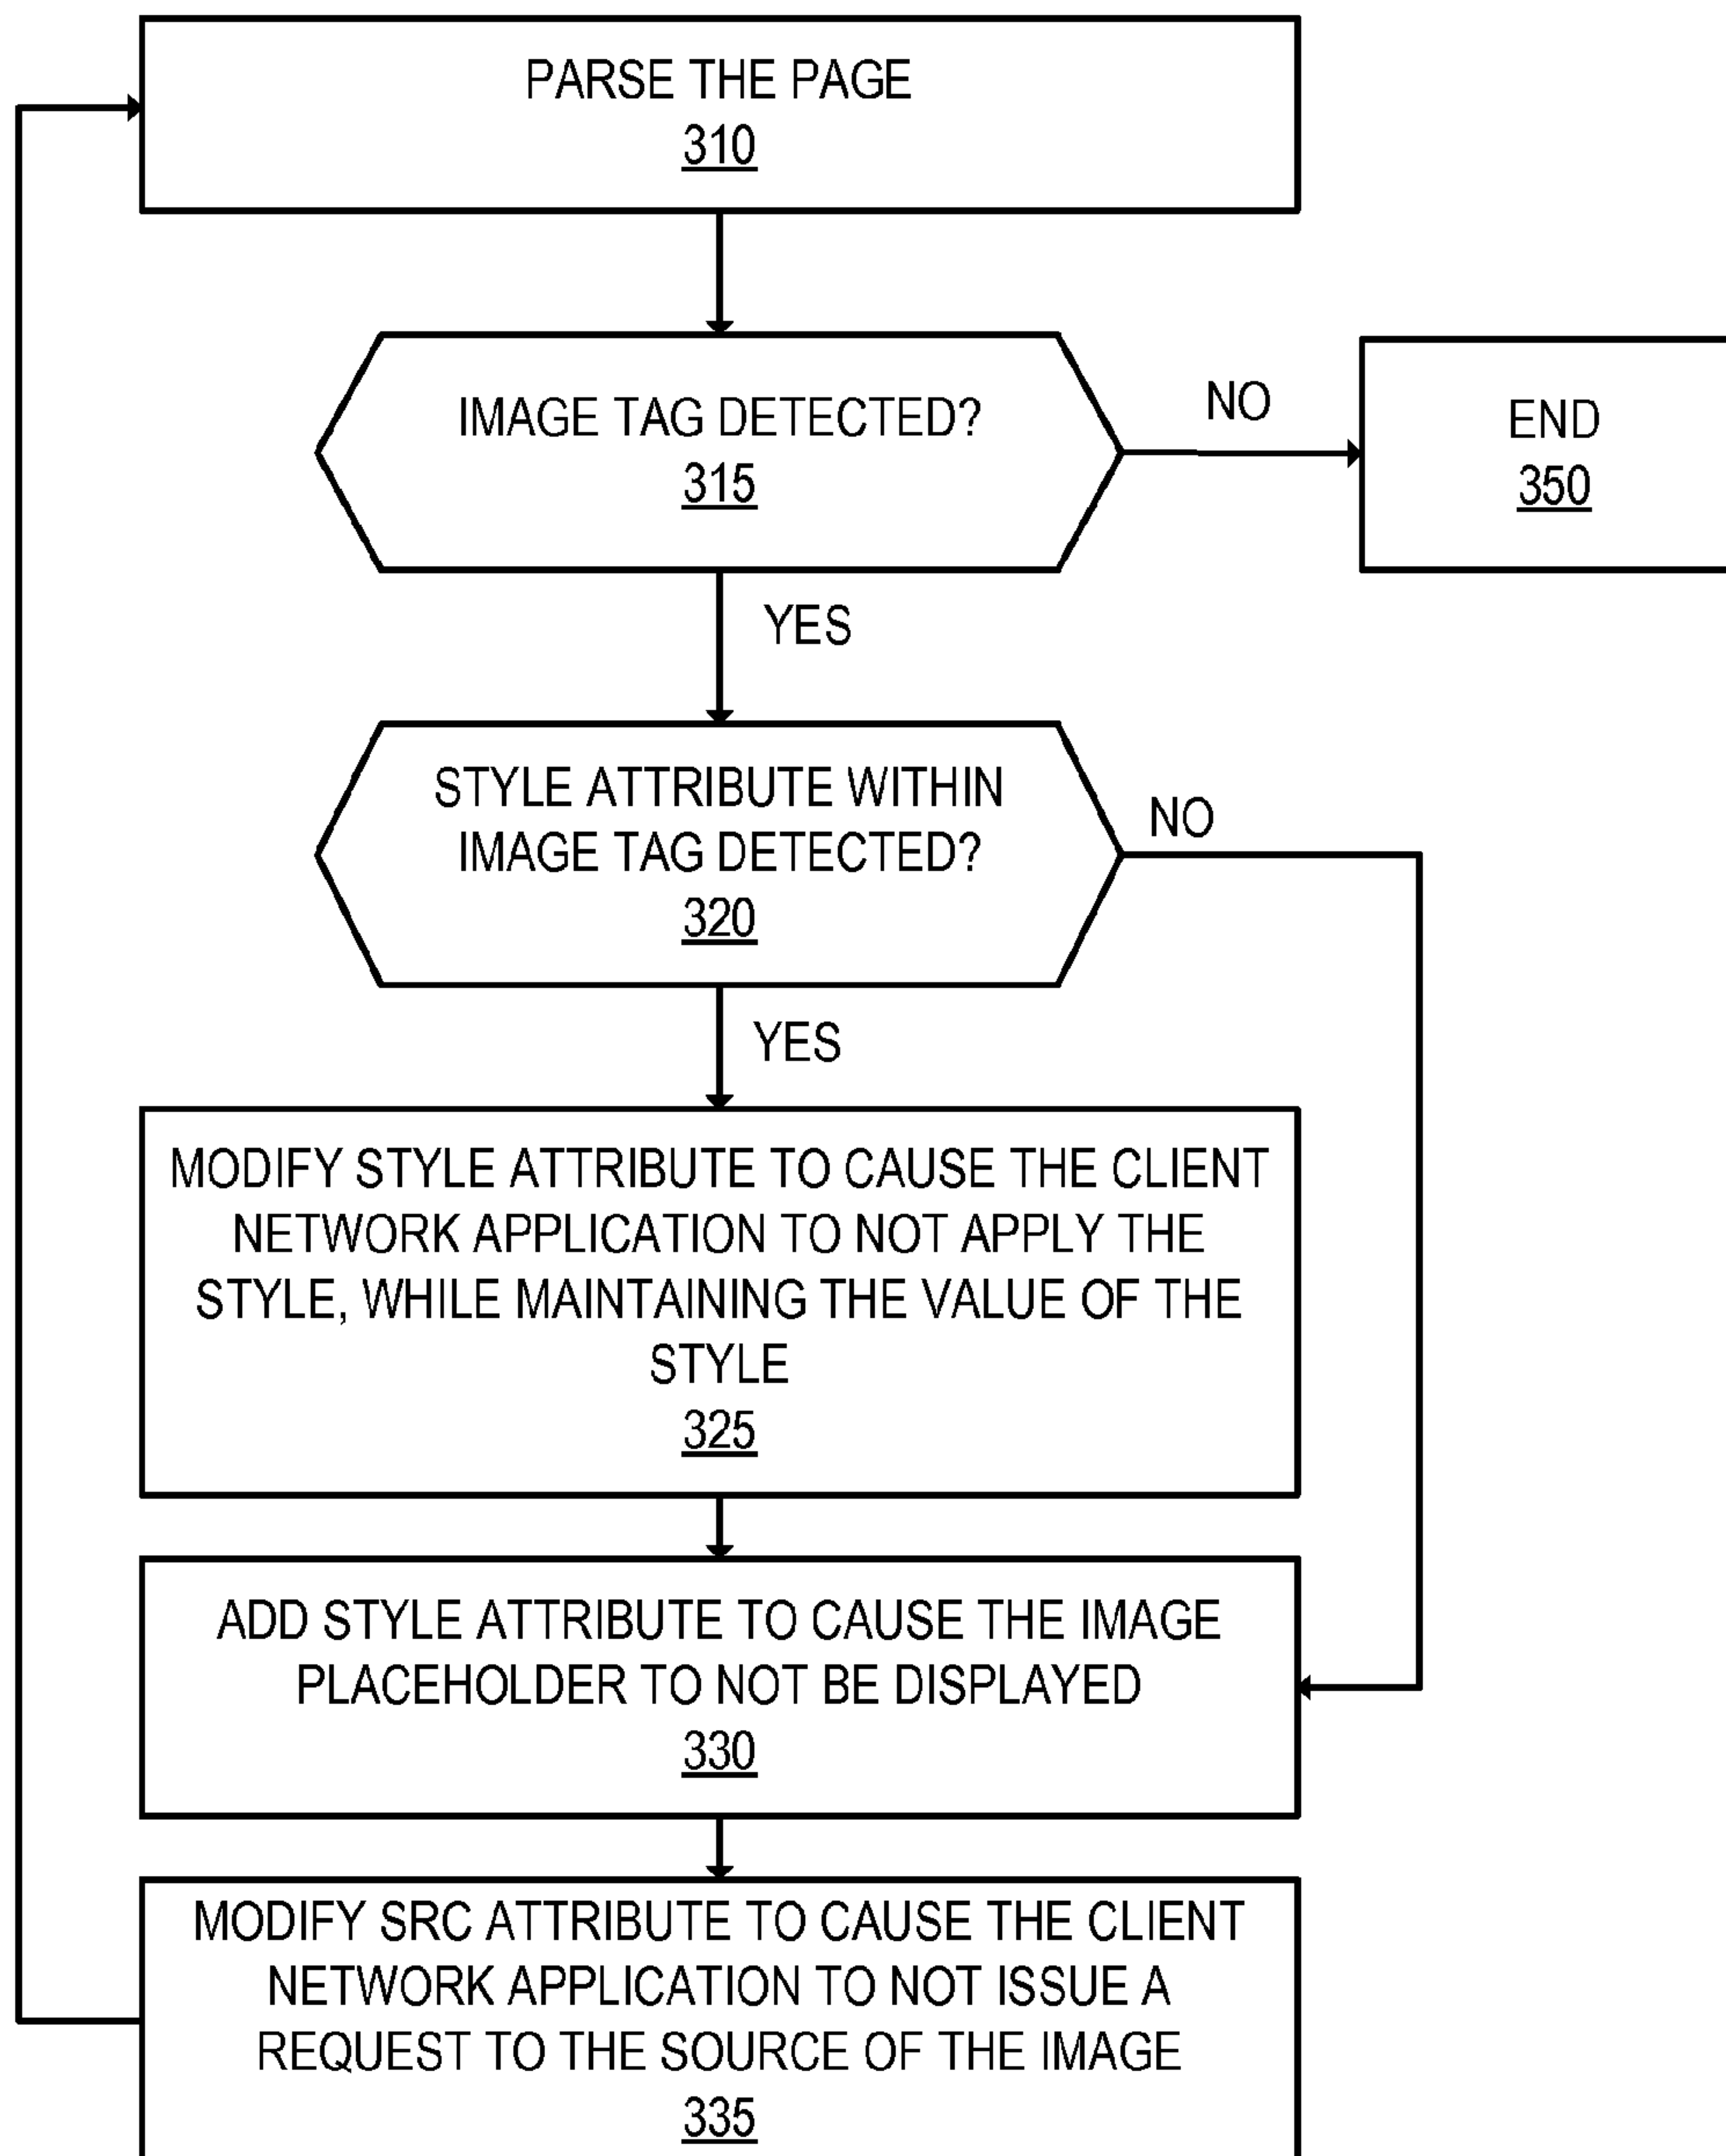 PARSE THE PAGE
310
IMAGE TAG DETECTED?
315
NO
END
350
YES
STYLE ATTRIBUTE WITHIN
IMAGE TAG DETECTED?
320
NO
YES
MODIFY STYLE ATTRIBUTE TO CAUSE THE CLIENT
NETWORK APPLICATION TO NOT APPLY THE
STYLE, WHILE MAINTAINING THE VALUE OF THE
STYLE
325
ADD STYLE ATTRIBUTE TO CAUSE THE IMAGE
PLACEHOLDER TO NOT BE DISPLAYED
330
MODIFY SRC ATTRIBUTE TO CAUSE THE CLIENT
NETWORK APPLICATION TO NOT ISSUE A
REQUEST TO THE SOURCE OF THE IMAGE
335